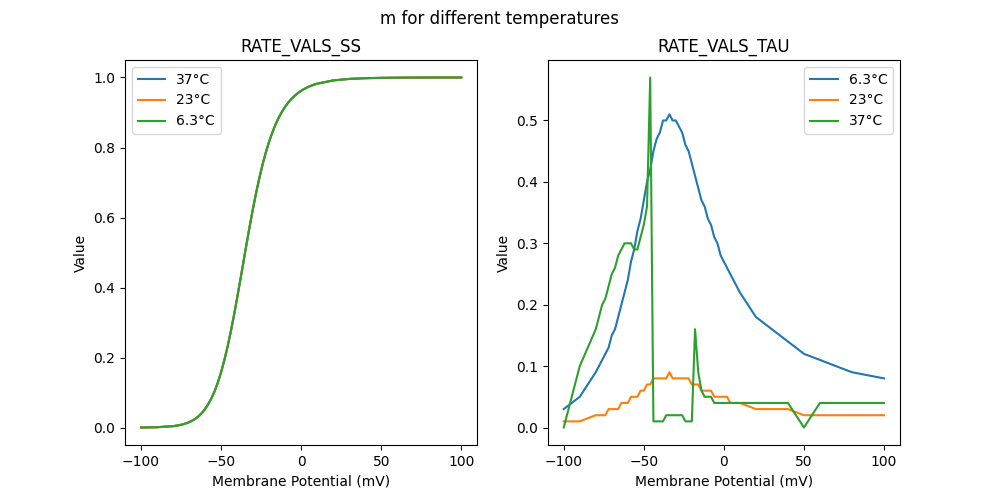 m for different temperatures
RATE_VALS_SS
37°C
23°C
6.3°C
1.0
0.8
0.6
0.4
0.2
0.0
Value
−100
−50
0
50
100
Membrane Potential (mV)
RATE_VALS_TAU
6.3°C
23°C
37°C
0.5
0.4
0.3
0.2
0.1
0.0
Value
−100
−50
0
50
100
Membrane Potential (mV)